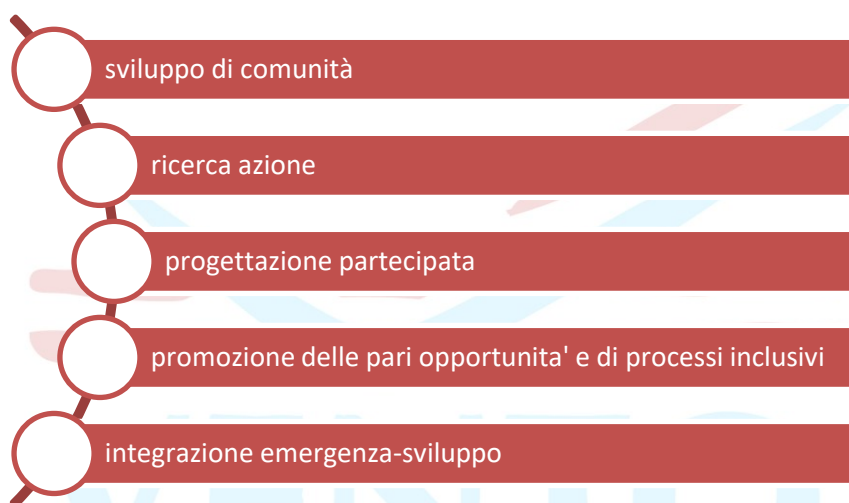 sviluppo di comunità
ricerca azione
progettazione partecipata
promozione delle pari opportunita' e di processi inclusivi
integrazione emergenza-sviluppo